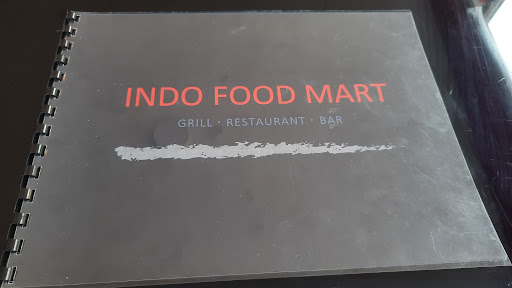 INDO FOOD MART
GRILL · RESTAURANT · BAR